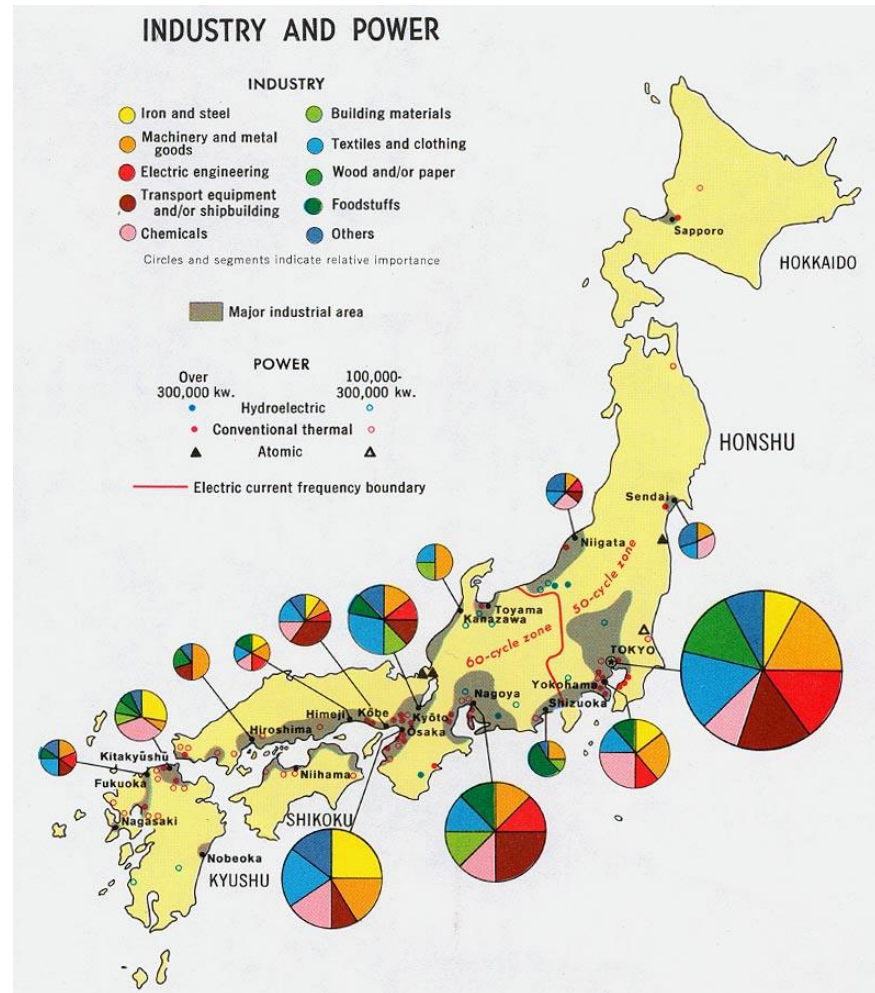 INDUSTRY AND POWER
INDUSTRY
Iron and steel
Machinery and metal
goods
Electric engineering
Transport equipment
and/or shipbuilding
Chemicals
Building materials
Textiles and clothing
Wood and/or paper
Foodstuffs
Others
Circles and segments indicate relative importance
Major industrial area
POWER
Over
300,000 kw.
100,000-
300,000 kw.
Hydroelectric
Conventional thermal
Atomic
Electric current frequency boundary
Sapporo
HOKKAIDO
HONSHU
Sendai
Niigata
50-cycle zone
Toyama
Kanazawa
60-cycle zone
TOKYO
Yokohama
Nagoya
Shizuoka
Kōbe
Kyōto
Himeji
Osaka
Hiroshima
Kitakyūshū
Niihama
Fukuoka
SHIKOKU
Nagasaki
Nobeoka
KYUSHU